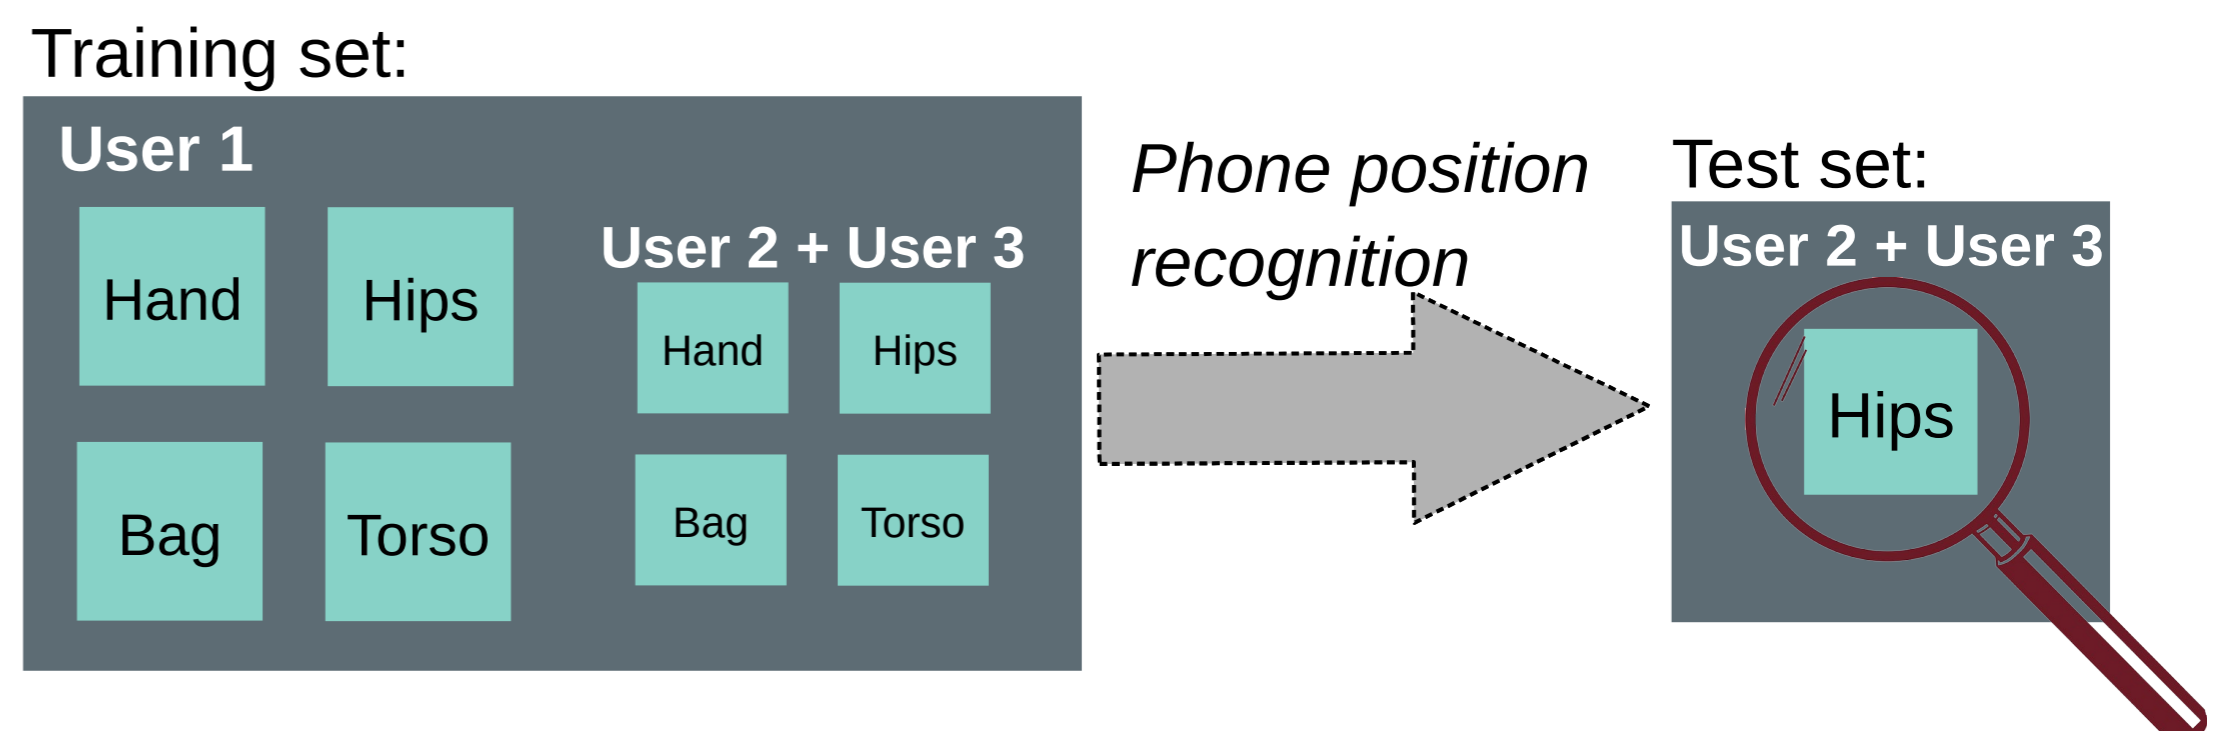 Training set:
User 1
Hand
Hips
Bag
Torso
User 2 + User 3
Hand
Hips
Bag
Torso
Phone position
recognition
Test set:
User 2 + User 3
Hips